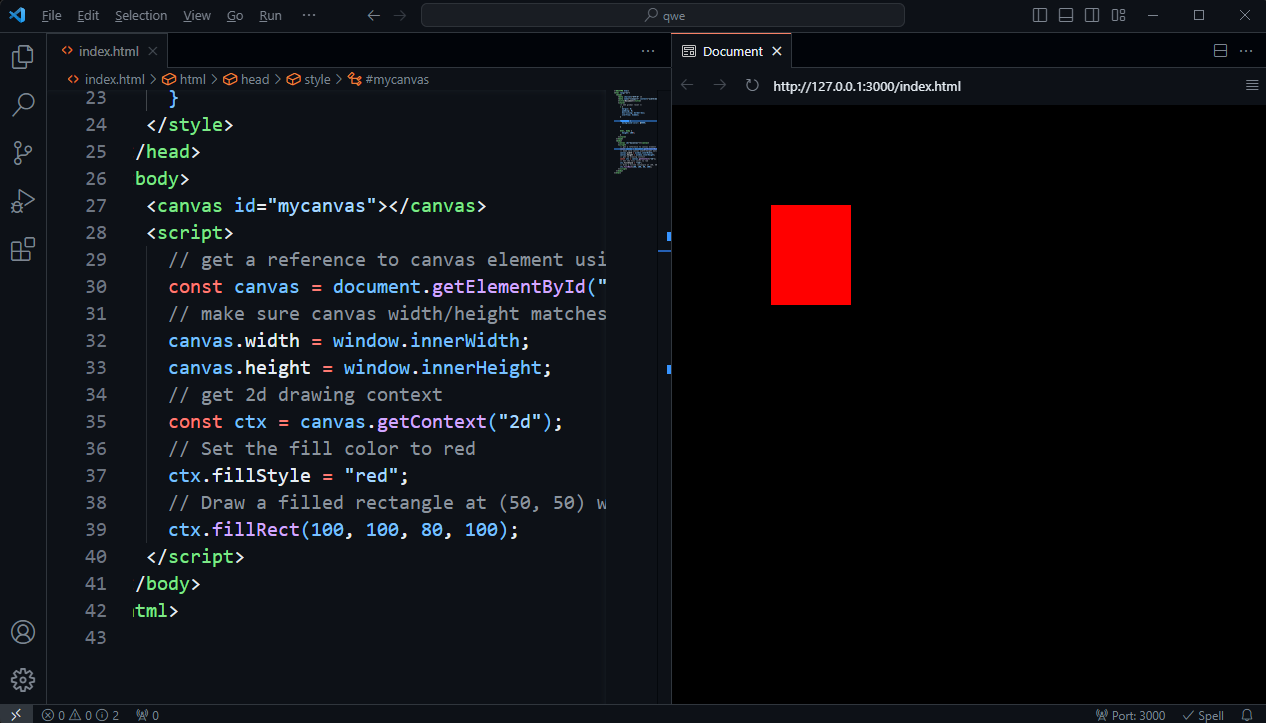 File Edit Selection View Go Run ··· qwe
index.html
Document
index.html > html > head > style > #mycanvas
http://127.0.0.1:3000/index.html
23 }
24 </style>
25 /head>
26 body>
27 <canvas id="mycanvas"></canvas>
28 <script>
29 // get a reference to canvas element usi
30 const canvas = document.getElementById("
31 // make sure canvas width/height matches
32 canvas.width = window.innerWidth;
33 canvas.height = window.innerHeight;
34 // get 2d drawing context
35 const ctx = canvas.getContext("2d");
36 // Set the fill color to red
37 ctx.fillStyle = "red";
38 // Draw a filled rectangle at (50, 50) w
39 ctx.fillRect(100, 100, 80, 100);
40 </script>
41 /body>
42 tml>
43
0 0 2 0 Port: 3000 Spell